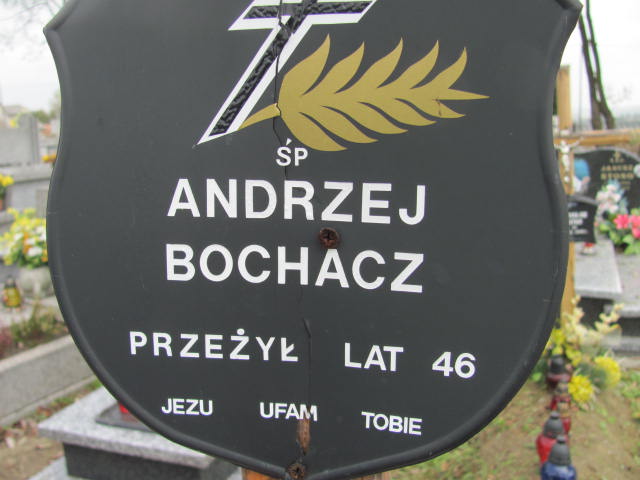 ŚP
ANDRZEJ
BOCHACZ
PRZEŻYŁ LAT 46
JEZU UFAM TOBIE